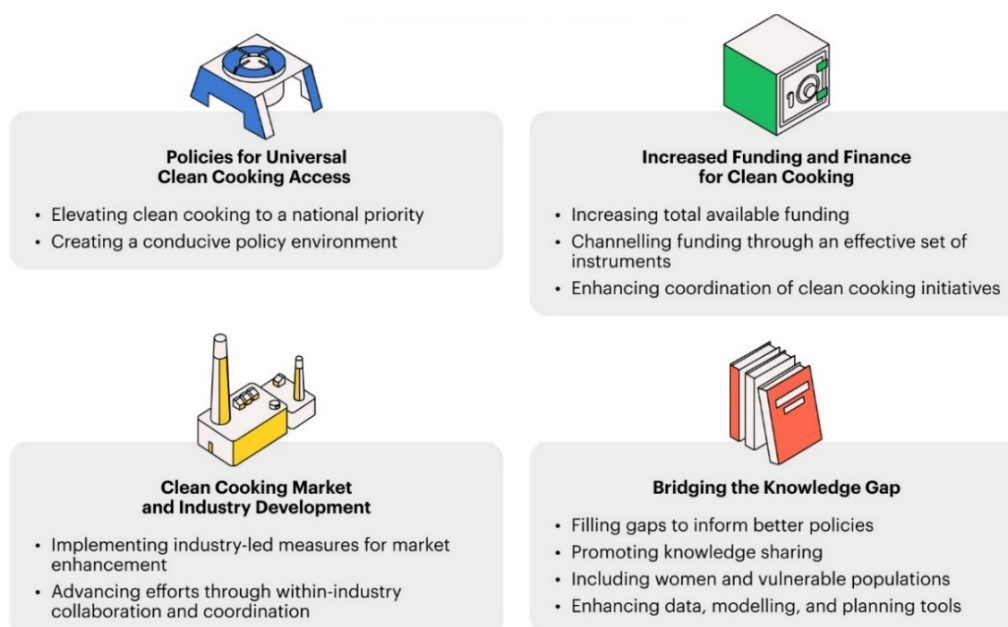 Policies for Universal
Clean Cooking Access
• Elevating clean cooking to a national priority
• Creating a conducive policy environment
Increased Funding and Finance
for Clean Cooking
• Increasing total available funding
• Channelling funding through an effective set of
instruments
• Enhancing coordination of clean cooking initiatives
Clean Cooking Market
and Industry Development
• Implementing industry-led measures for market
enhancement
• Advancing efforts through within-industry
collaboration and coordination
Bridging the Knowledge Gap
• Filling gaps to inform better policies
• Promoting knowledge sharing
• Including women and vulnerable populations
• Enhancing data, modelling, and planning tools